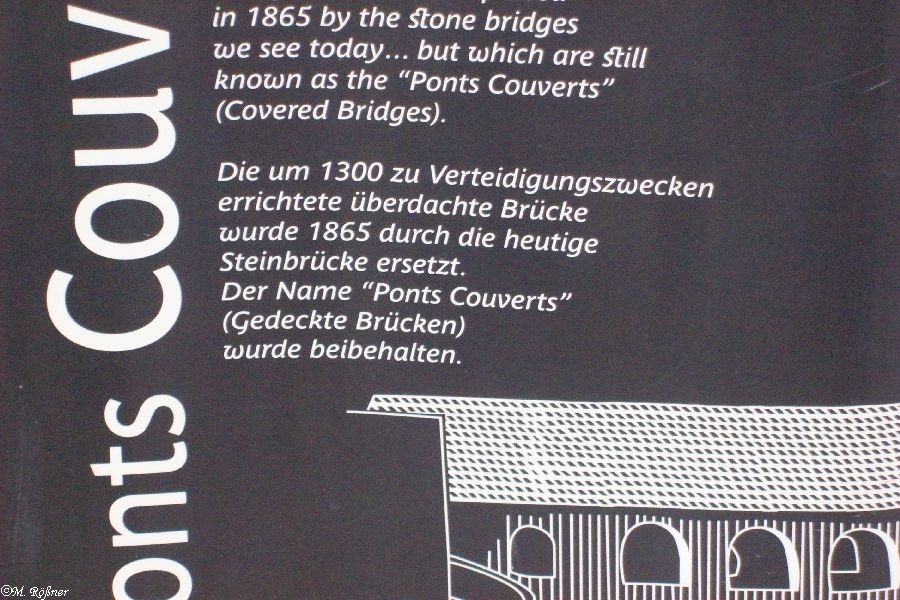 in 1865 by the stone bridges
we see today... but which are still
known as the “Ponts Couverts”
(Covered Bridges).
Die um 1300 zu Verteidigungszwecken
errichtete überdachte Brücke
wurde 1865 durch die heutige
Steinbrücke ersetzt.
Der Name “Ponts Couverts”
(Gedeckte Brücken)
wurde beibehalten.
onts Couv
©M. Rößner